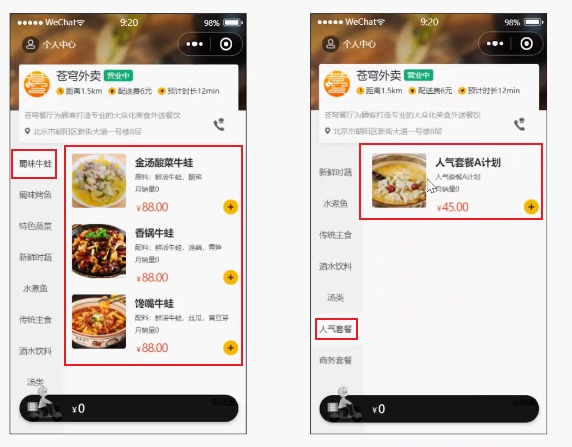 WeChat 9:20 98%
个人中心
苍穹外卖 营业中
距离1.5km 配送费6元 预计时长12min
苍穹餐厅为顾客打造专业的大众化美食外送餐饮
北京市朝阳区新街大道一号楼8层
蜀味牛蛙
蜀味烤鱼
特色蒸菜
新鲜时蔬
水煮鱼
传统主食
酒水饮料
汤类
金汤酸菜牛蛙
原料：鲜活牛蛙，酸菜
月销量0
¥88.00
香锅牛蛙
配料：鲜活牛蛙，莲藕，青笋
月销量0
¥88.00
馋嘴牛蛙
配料：鲜活牛蛙，丝瓜，黄豆芽
月销量0
¥88.00
¥0
WeChat 9:20 98%
个人中心
苍穹外卖 营业中
距离1.5km 配送费6元 预计时长12min
苍穹餐厅为顾客打造专业的大众化美食外送餐饮
北京市朝阳区新街大道一号楼8层
新鲜时蔬
水煮鱼
传统主食
酒水饮料
汤类
人气套餐
商务套餐
人气套餐A计划
人气套餐A计划
月销量0
¥45.00
¥0